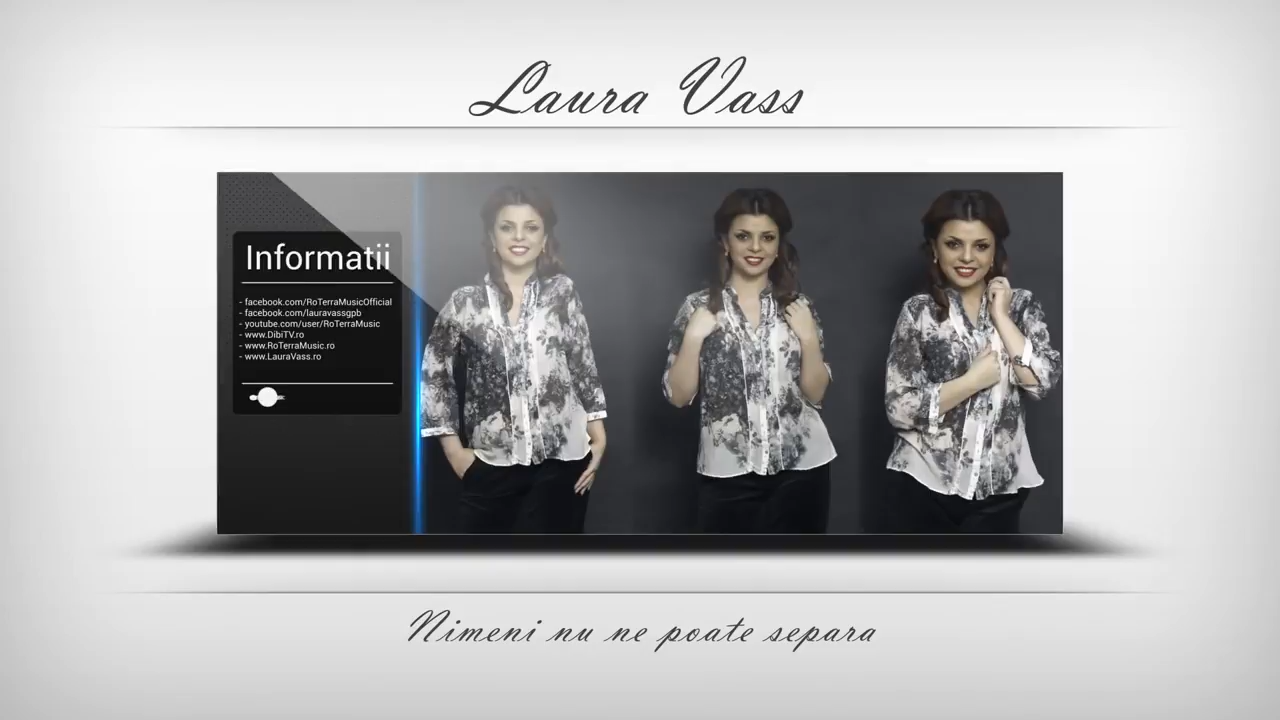 Laura Vass
Informatii
- facebook.com/RoTerraMusicOfficial
- facebook.com/lauravassgpb
- youtube.com/user/RoTerraMusic
- www.DibiTV.ro
- www.RoTerraMusic.ro
- www.LauraVass.ro
Nimeni nu ne poate separa